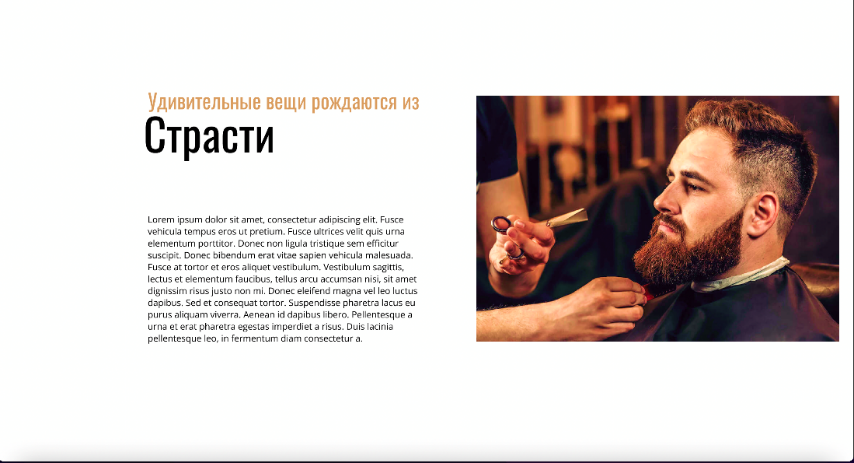 Удивительные вещи рождаются из
Страсти
Lorem ipsum dolor sit amet, consectetur adipiscing elit. Fusce
vehicula tempus eros ut pretium. Fusce ultrices velit quis urna
elementum porttitor. Donec non ligula tristique sem efficitur
suscipit. Donec bibendum erat vitae sapien vehicula malesuada.
Fusce at tortor et eros aliquet vestibulum. Vestibulum sagittis,
lectus et elementum faucibus, tellus arcu accumsan nisi, sit amet
dignissim risus justo non mi. Donec eleifend magna vel leo luctus
dapibus. Sed et consequat tortor. Suspendisse pharetra lacus eu
purus aliquam viverra. Aenean id dapibus libero. Pellentesque a
urna et erat pharetra egestas imperdiet a risus. Duis lacinia
pellentesque leo, in fermentum diam consectetur a.